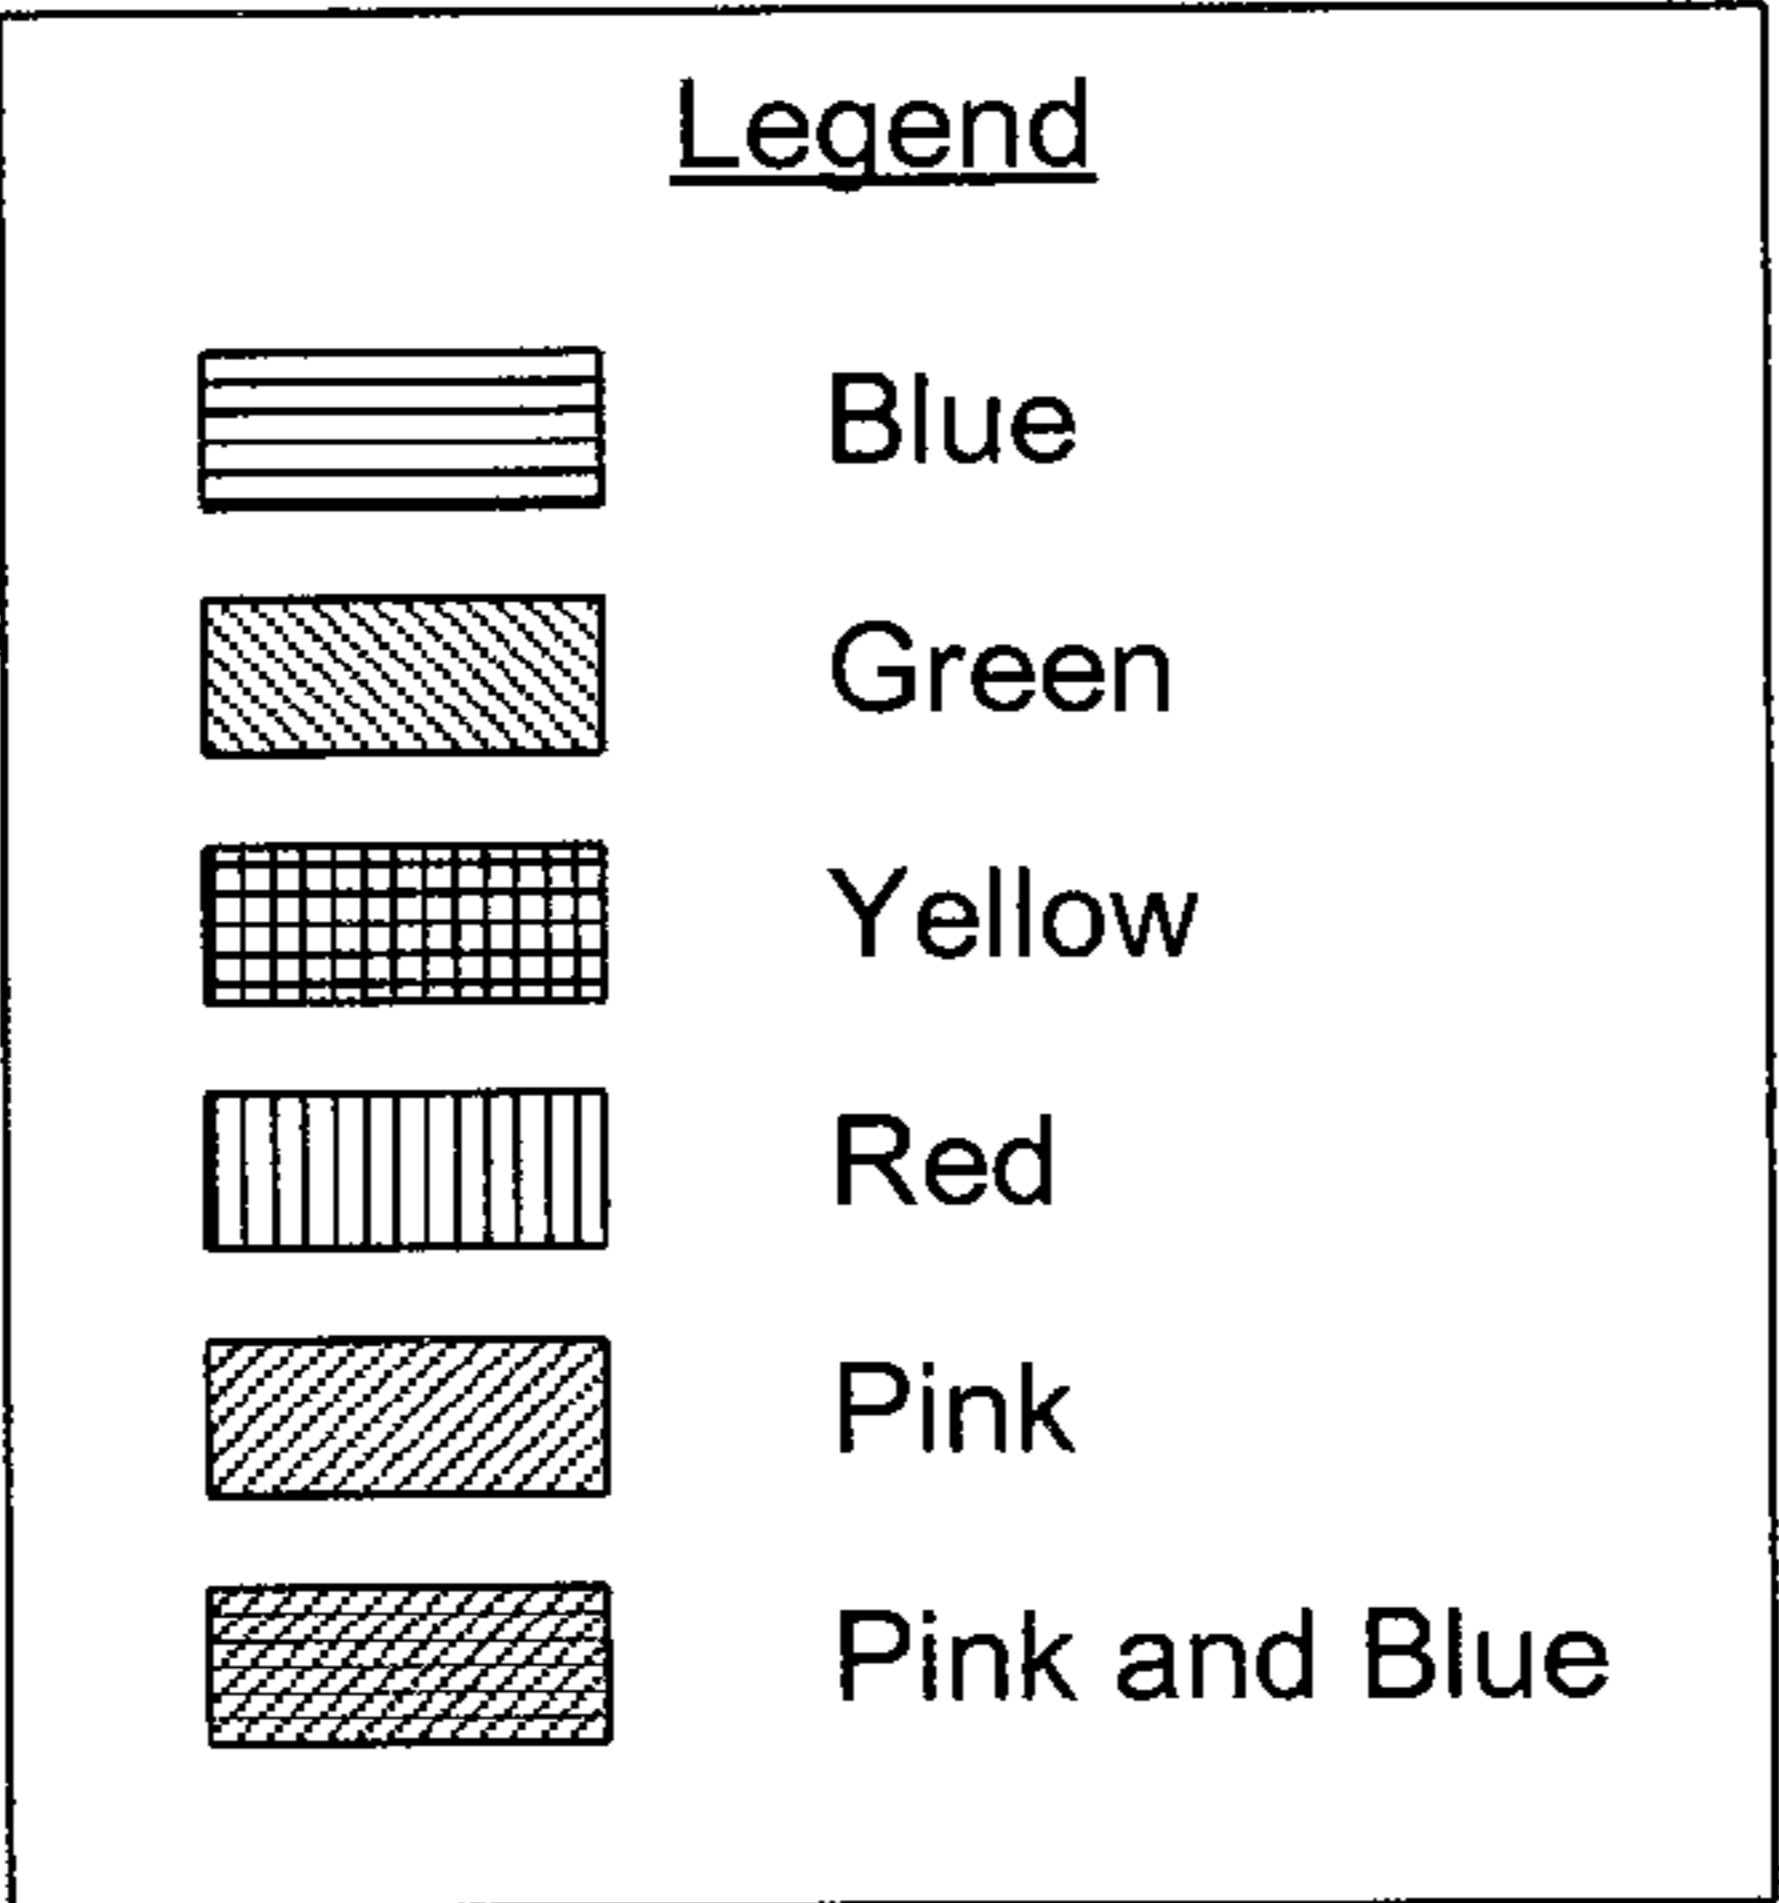 Legend
Blue
Green
Yellow
Red
Pink
Pink and Blue